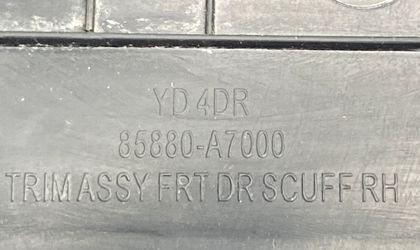 YD 4DR
85880-A7000
TRIM ASSY FRT DR SCUFF RH